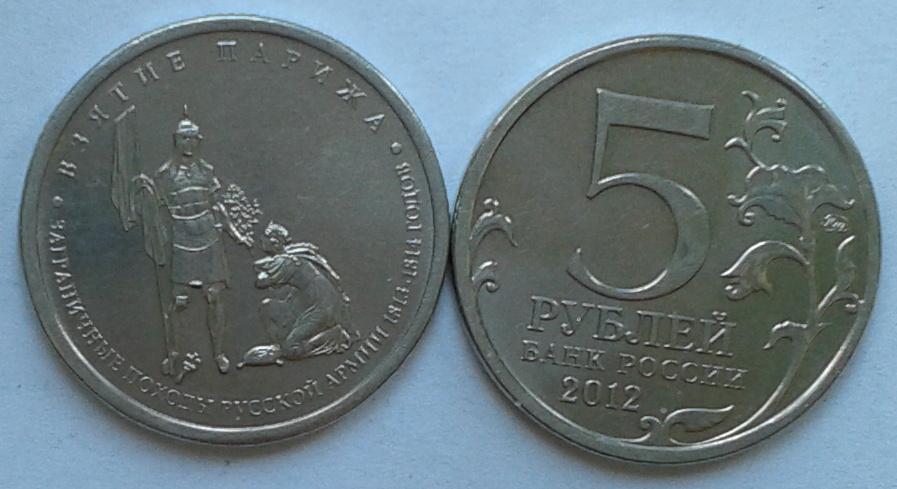 ВЗЯТИЕ ПАРИЖА
• ЗАГРАНИЧНЫЕ ПОХОДЫ РУССКОЙ АРМИИ 1813-1814 ГОДОВ •
5
РУБЛЕЙ
БАНК РОССИИ
2012